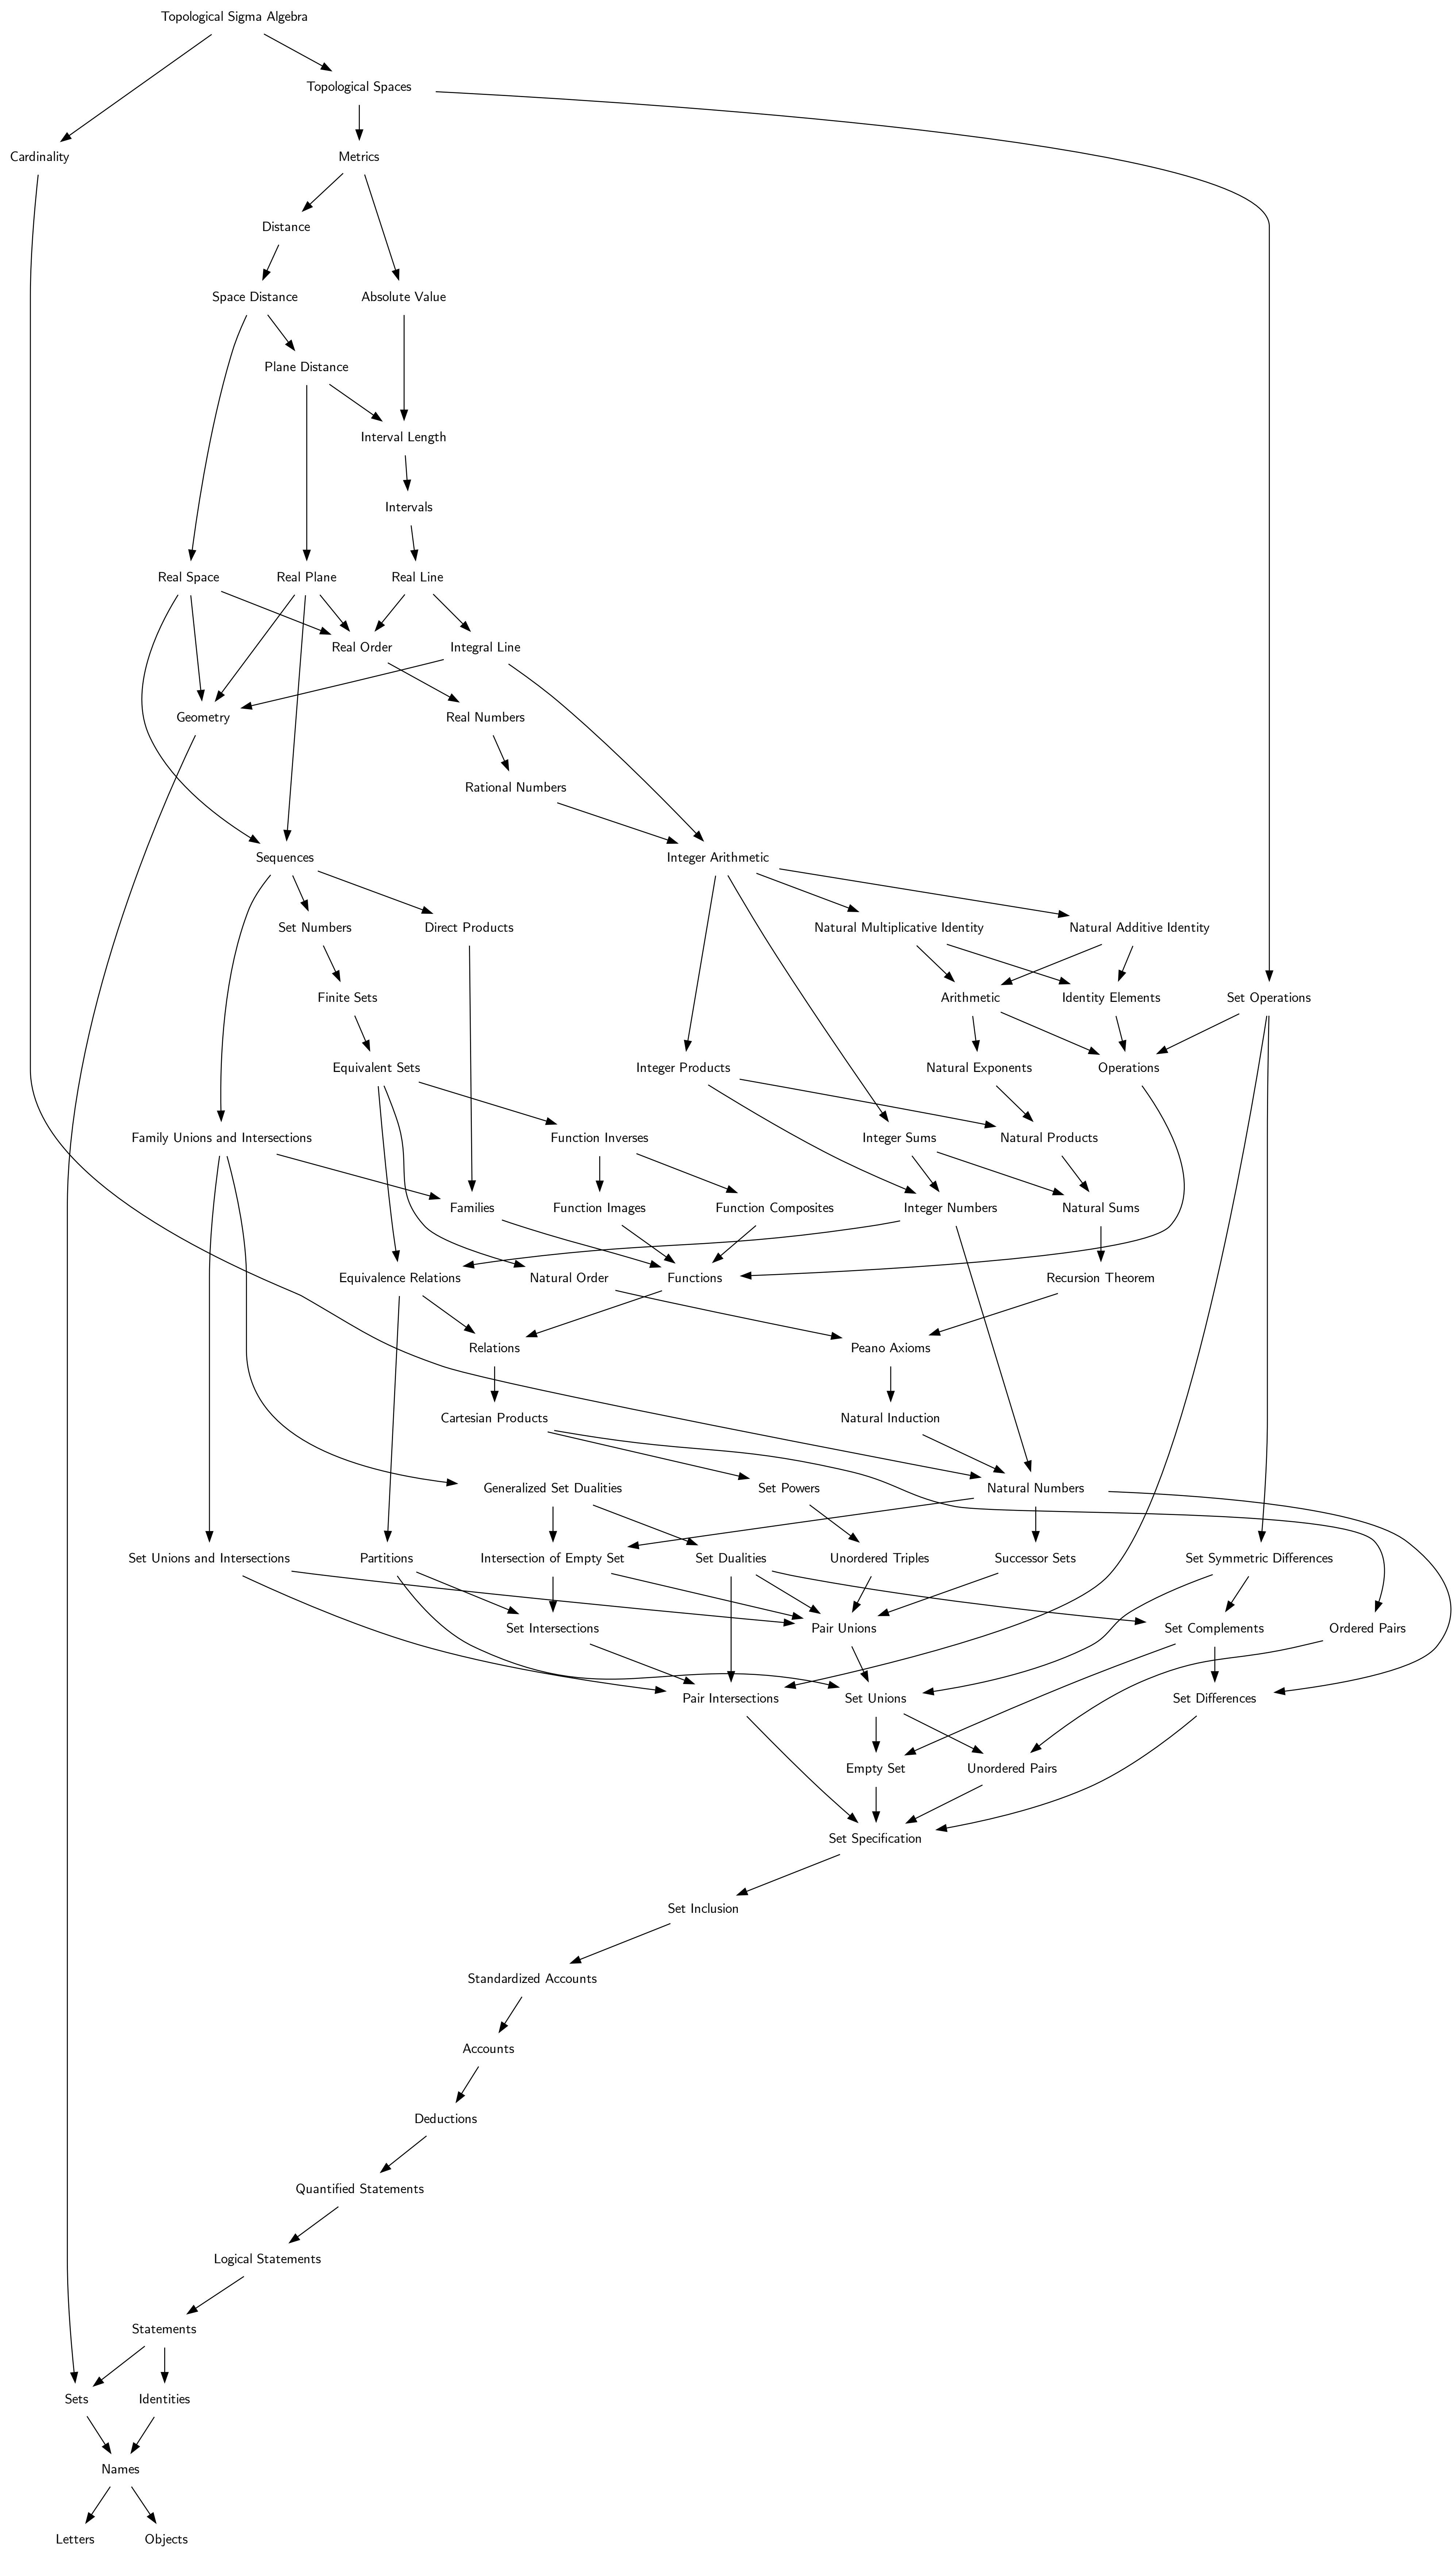 Topological Sigma Algebra
Topological Spaces
Cardinality
Metrics
Distance
Space Distance
Absolute Value
Plane Distance
Interval Length
Intervals
Real Space
Real Plane
Real Line
Real Order
Integral Line
Geometry
Real Numbers
Rational Numbers
Sequences
Integer Arithmetic
Set Numbers
Direct Products
Natural Multiplicative Identity
Natural Additive Identity
Finite Sets
Arithmetic
Identity Elements
Set Operations
Equivalent Sets
Integer Products
Natural Exponents
Operations
Family Unions and Intersections
Function Inverses
Integer Sums
Natural Products
Families
Function Images
Function Composites
Integer Numbers
Natural Sums
Equivalence Relations
Natural Order
Functions
Recursion Theorem
Relations
Peano Axioms
Cartesian Products
Natural Induction
Generalized Set Dualities
Set Powers
Natural Numbers
Set Unions and Intersections
Partitions
Intersection of Empty Set
Set Dualities
Unordered Triples
Successor Sets
Set Symmetric Differences
Set Intersections
Pair Unions
Set Complements
Ordered Pairs
Pair Intersections
Set Unions
Set Differences
Empty Set
Unordered Pairs
Set Specification
Set Inclusion
Standardized Accounts
Accounts
Deductions
Quantified Statements
Logical Statements
Statements
Sets
Identities
Names
Letters
Objects